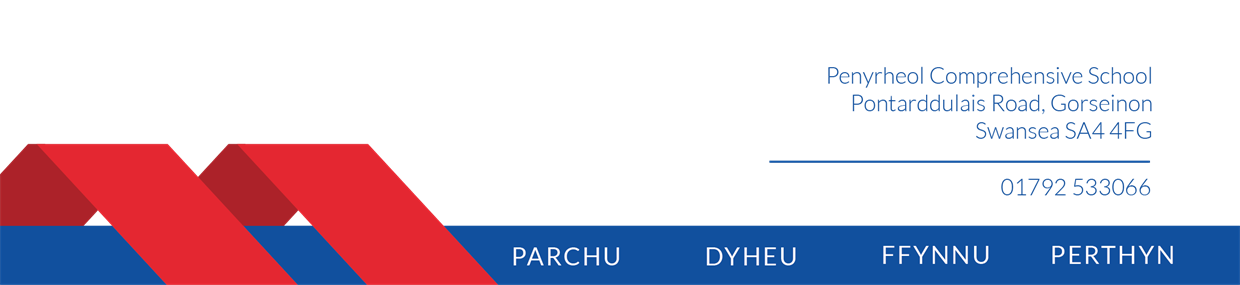 Penyrheol Comprehensive School
Pontarddulais Road, Gorseinon
Swansea SA4 4FG
01792 533066
PARCHU DYHEU FFYNNU PERTHYN